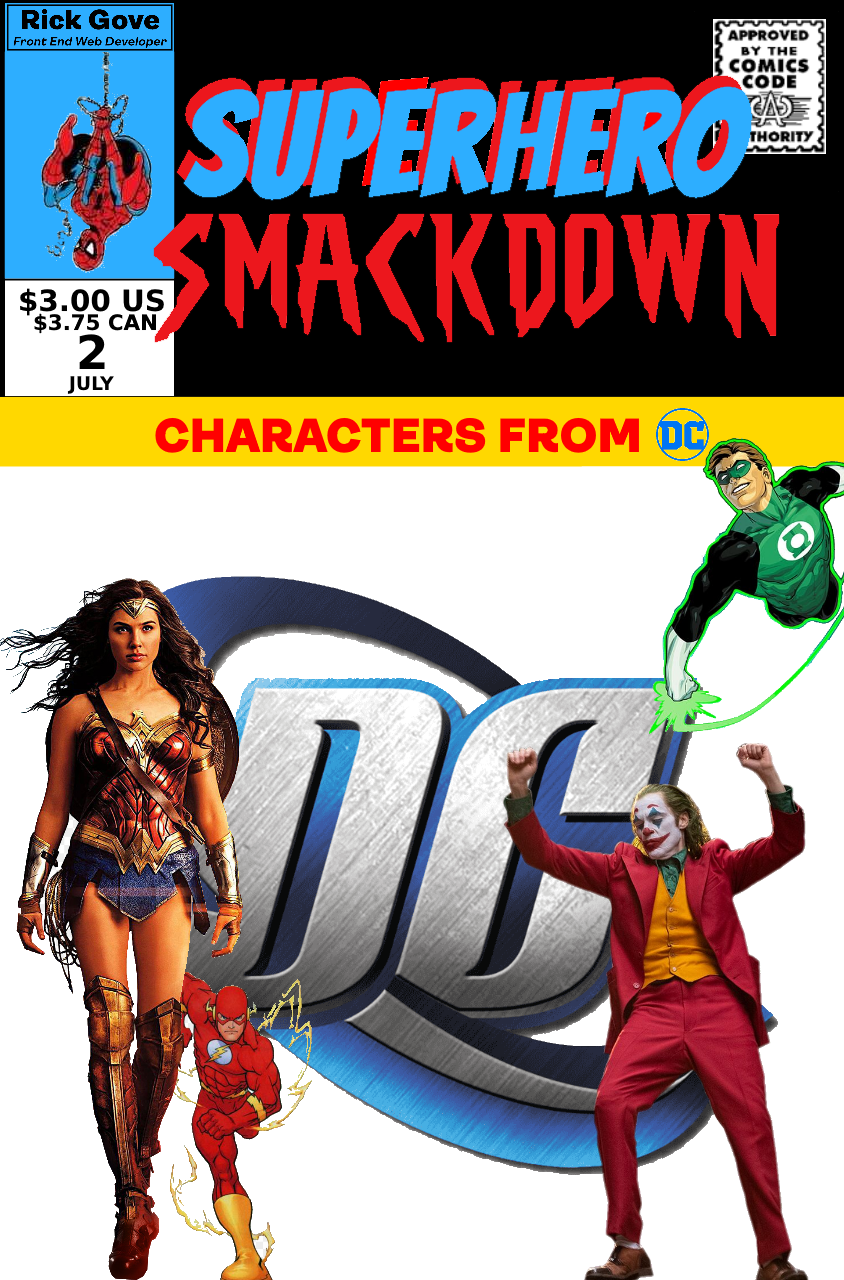 Rick Gove
Front End Web Developer
APPROVED
BY THE
COMICS
CODE
CA
THORITY
SUPERHERO
SMACKDOWN
$3.00 US
$3.75 CAN
2
JULY
CHARACTERS FROM DC
DC